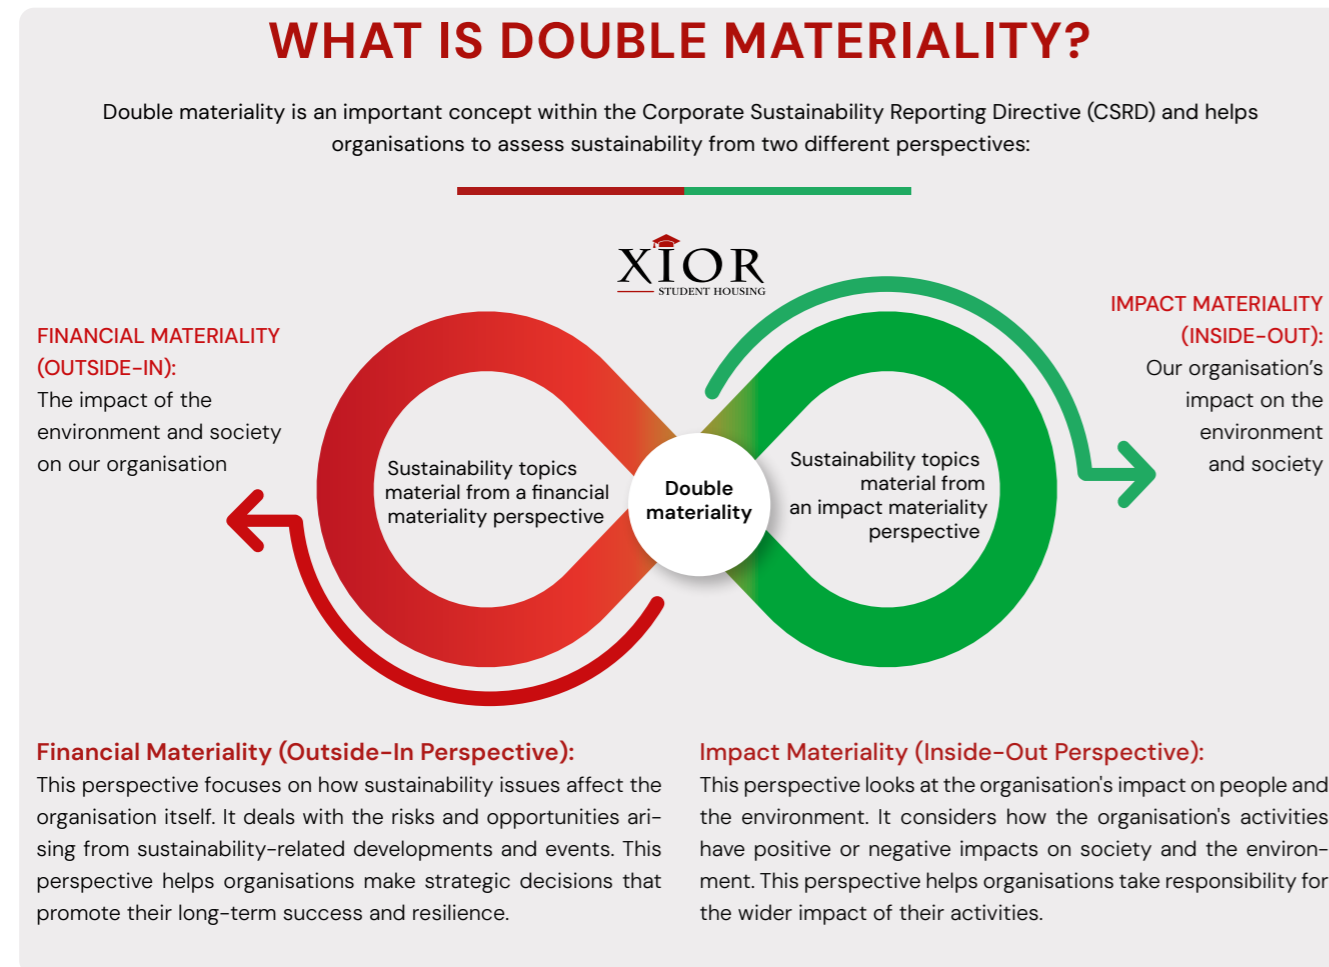 WHAT IS DOUBLE MATERIALITY?
Double materiality is an important concept within the Corporate Sustainability Reporting Directive (CSRD) and helps
organisations to assess sustainability from two different perspectives:
XIOR
STUDENT HOUSING
FINANCIAL MATERIALITY
(OUTSIDE-IN):
The impact of the
environment and society
on our organisation
Sustainability topics
material from a financial
materiality perspective
Double
materiality
Sustainability topics
material from
an impact materiality
perspective
IMPACT MATERIALITY
(INSIDE-OUT):
Our organisation's
impact on the
environment
and society
Financial Materiality (Outside-In Perspective):
This perspective focuses on how sustainability issues affect the
organisation itself. It deals with the risks and opportunities ari-
sing from sustainability-related developments and events. This
perspective helps organisations make strategic decisions that
promote their long-term success and resilience.
Impact Materiality (Inside-Out Perspective):
This perspective looks at the organisation's impact on people and
the environment. It considers how the organisation's activities
have positive or negative impacts on society and the environ-
ment. This perspective helps organisations take responsibility for
the wider impact of their activities.